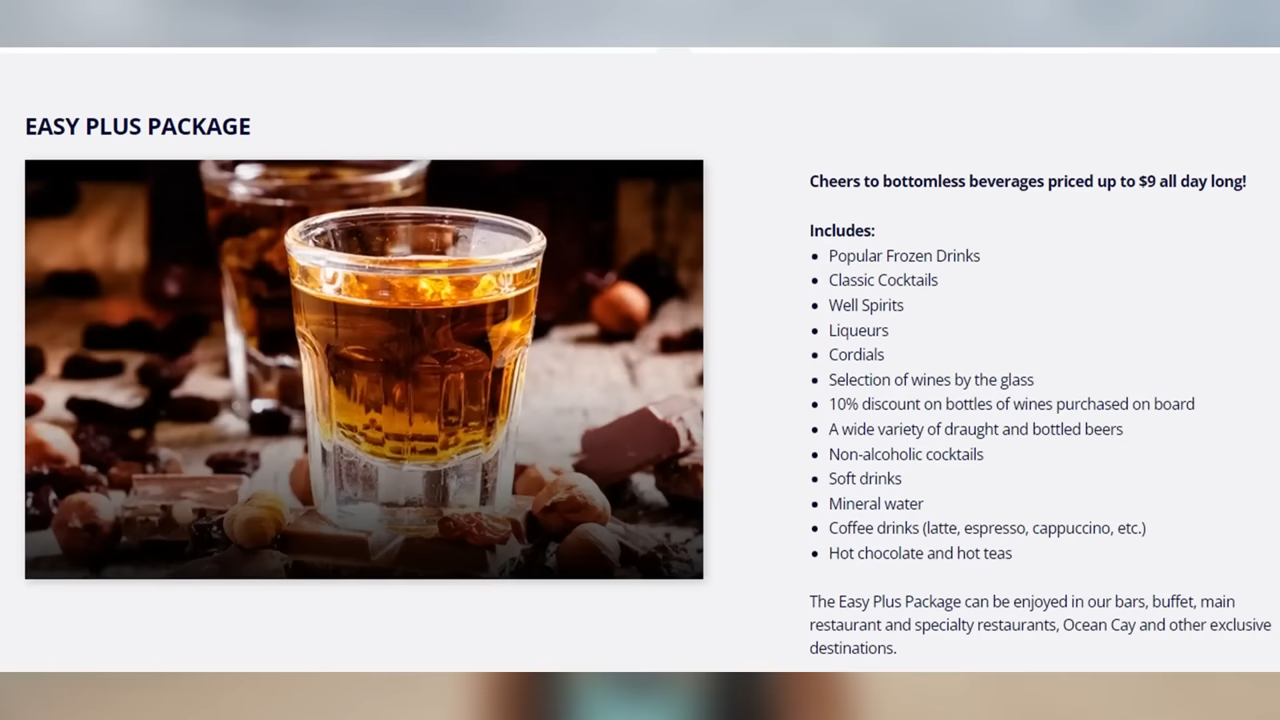 EASY PLUS PACKAGE
Cheers to bottomless beverages priced up to $9 all day long!
Includes:
• Popular Frozen Drinks
• Classic Cocktails
• Well Spirits
• Liqueurs
• Cordials
• Selection of wines by the glass
• 10% discount on bottles of wines purchased on board
• A wide variety of draught and bottled beers
• Non-alcoholic cocktails
• Soft drinks
• Mineral water
• Coffee drinks (latte, espresso, cappuccino, etc.)
• Hot chocolate and hot teas
The Easy Plus Package can be enjoyed in our bars, buffet, main
restaurant and specialty restaurants, Ocean Cay and other exclusive
destinations.